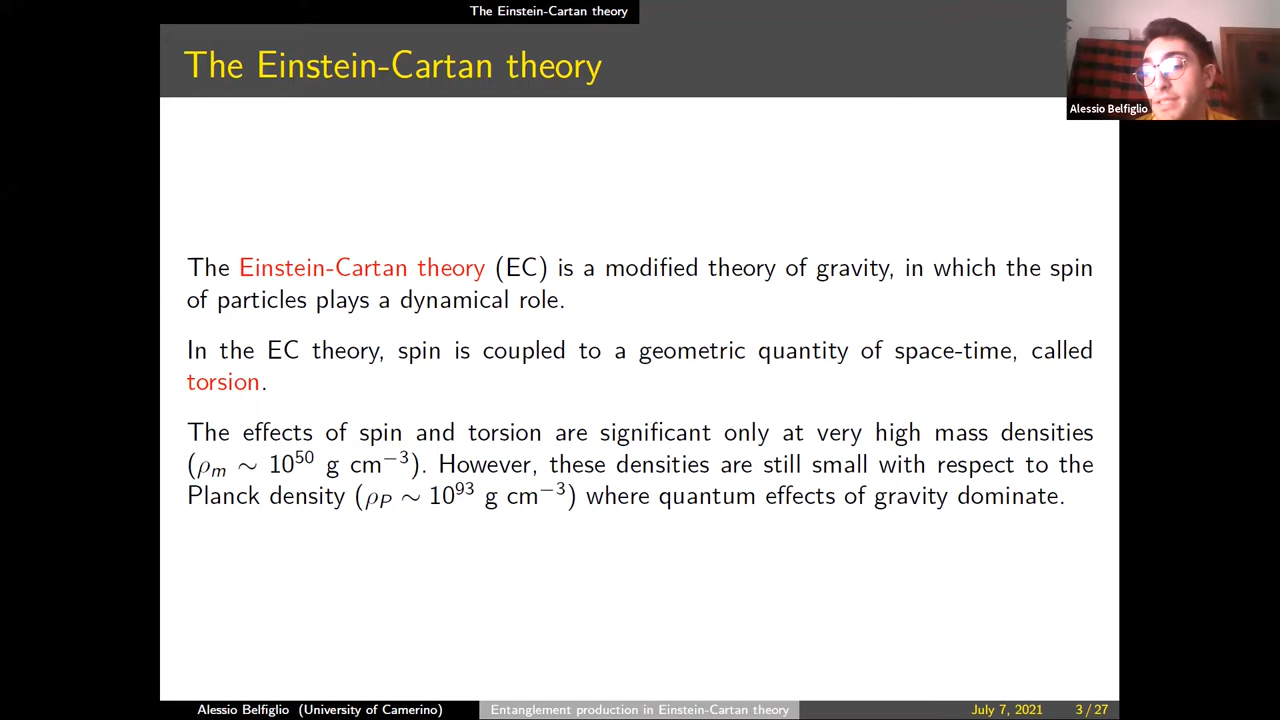 The Einstein-Cartan theory
The Einstein-Cartan theory
Alessio Belfiglio
The Einstein-Cartan theory (EC) is a modified theory of gravity, in which the spin
of particles plays a dynamical role.
In the EC theory, spin is coupled to a geometric quantity of space-time, called
torsion.
The effects of spin and torsion are significant only at very high mass densities
(ρₘ ∼ 10⁵⁰ g cm⁻³). However, these densities are still small with respect to the
Planck density (ρ_P ∼ 10⁹³ g cm⁻³) where quantum effects of gravity dominate.
Alessio Belfiglio (University of Camerino) Entanglement production in Einstein-Cartan theory July 7, 2021 3 / 27